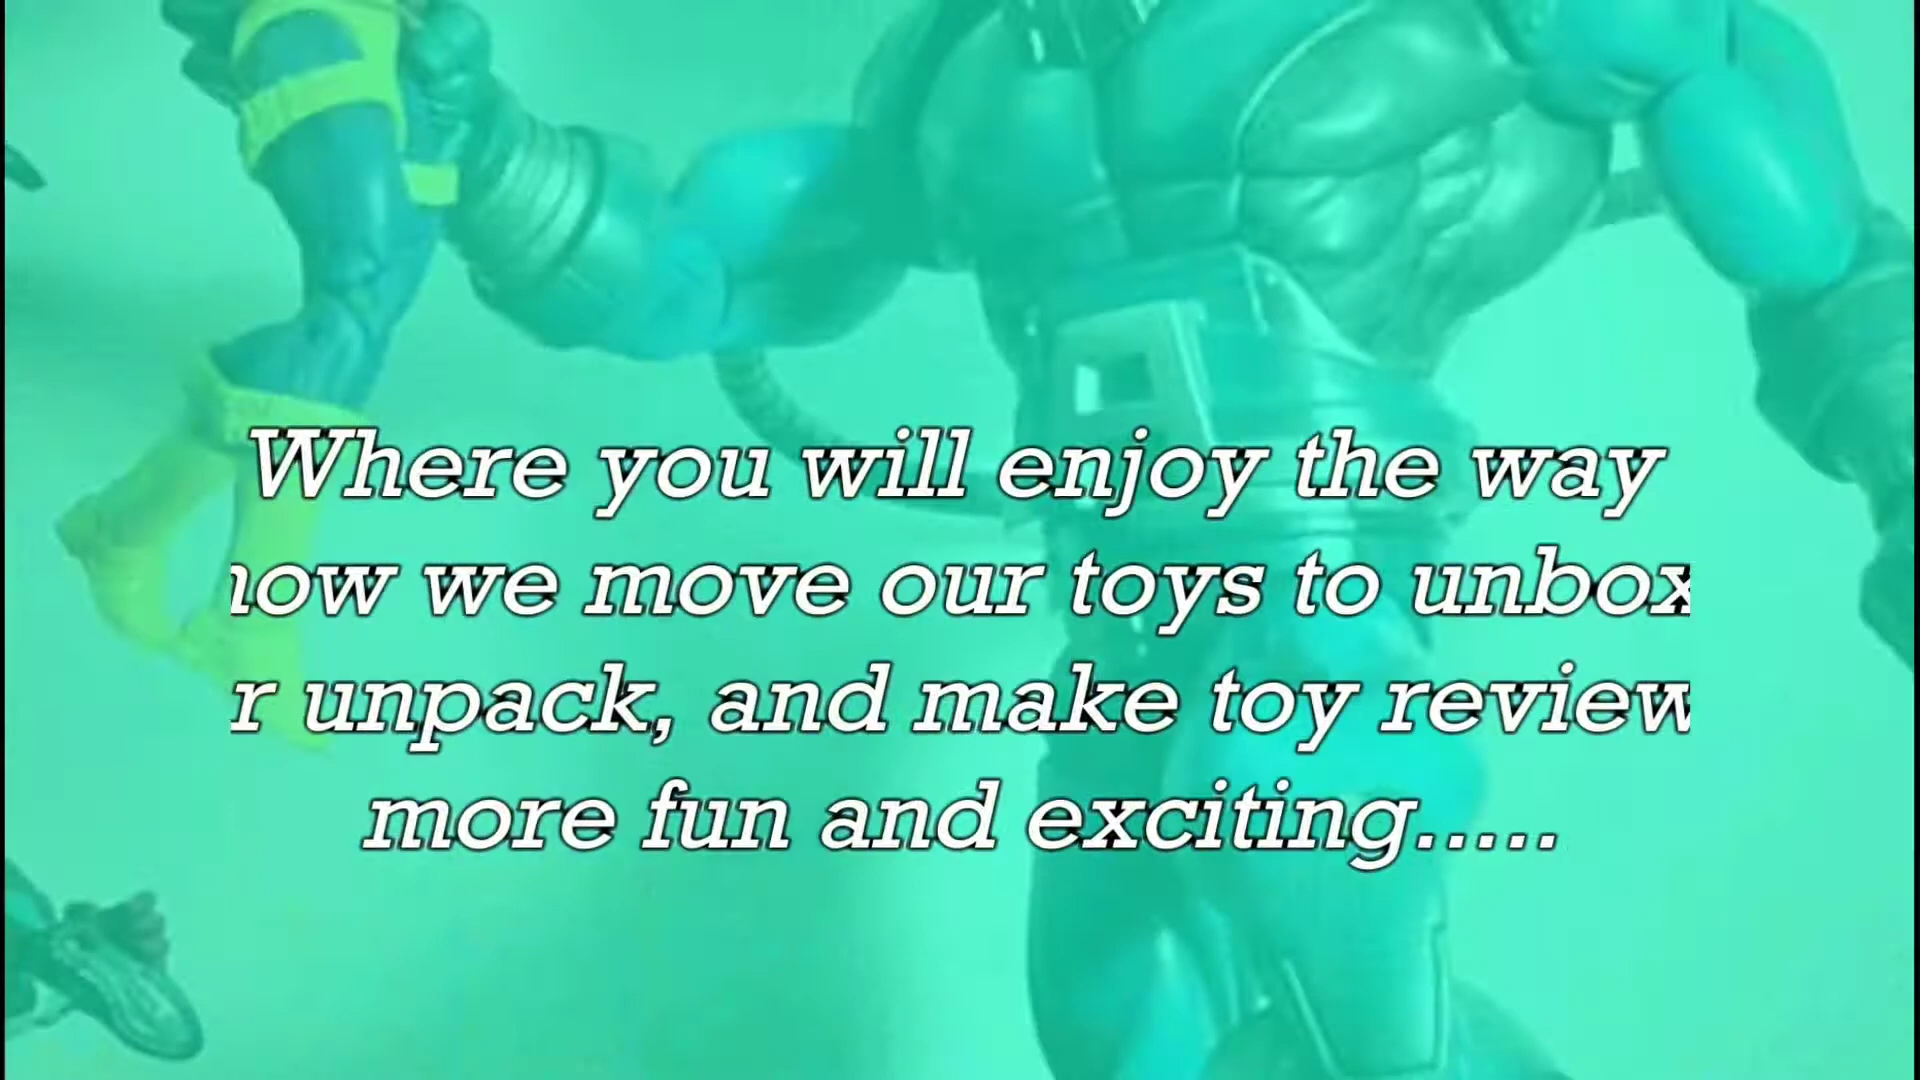 Where you will enjoy the way
how we move our toys to unbox
r unpack, and make toy review
more fun and exciting.....